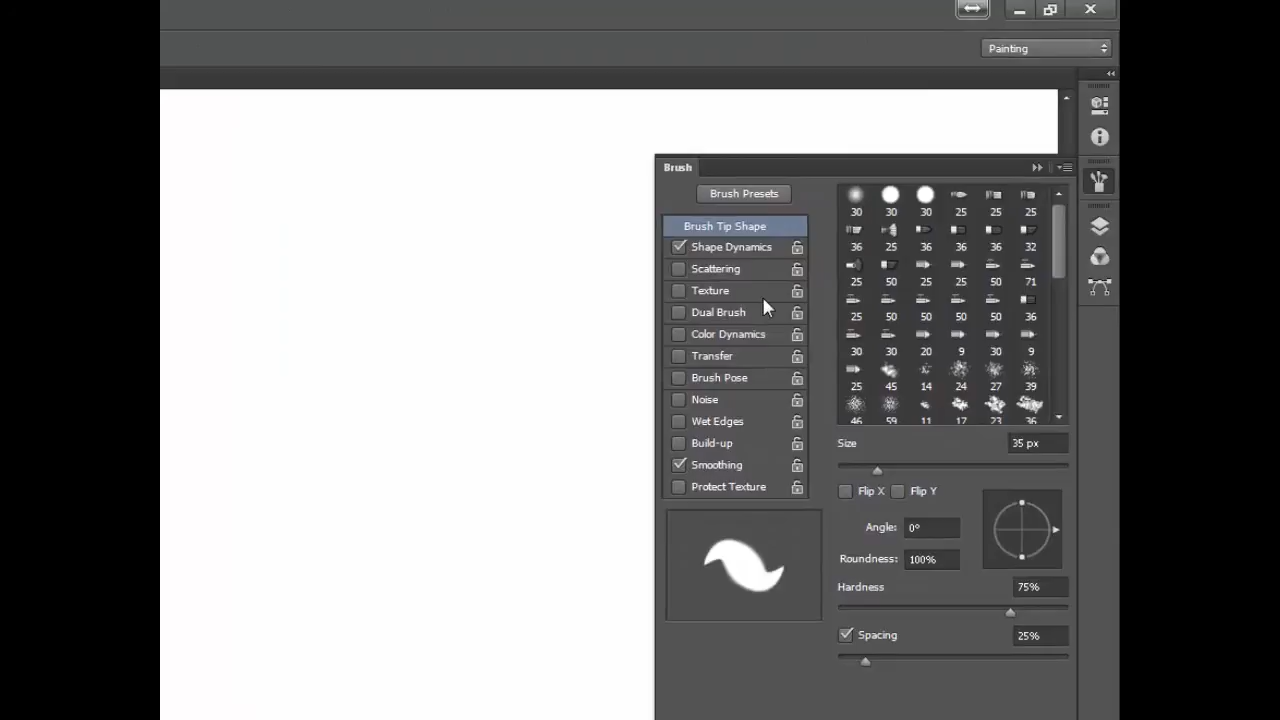 Painting
Brush
Brush Presets
Brush Tip Shape
Shape Dynamics
Scattering
Texture
Dual Brush
Color Dynamics
Transfer
Brush Pose
Noise
Wet Edges
Build-up
Smoothing
Protect Texture
30 30 30 25 25 25
36 25 36 36 36 32
25 50 25 25 25 71
25 50 50 50 50 36
30 30 20 9 30 9
25 45 14 24 27 39
46 59 11 17 23 36
Size 35 px
Flip X Flip Y
Angle: 0°
Roundness: 100%
Hardness 75%
Spacing 25%